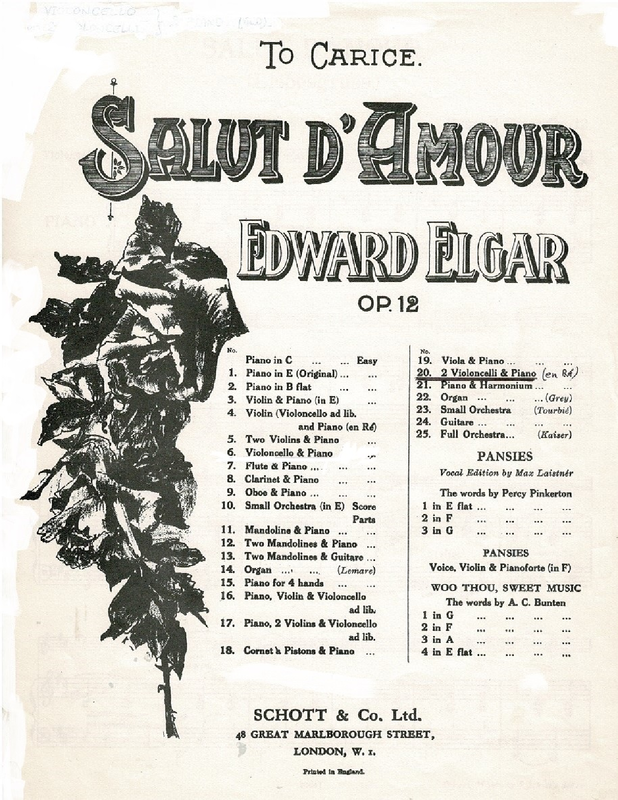 VIOLONCELLO
To Carice.
Salut d'Amour
Edward Elgar
OP. 12
No.
Piano in C ... ... Easy
1. Piano in E (Original) ... ...
2. Piano in B flat ... ...
3. Violin & Piano (in E) ...
4. Violin (Violoncello ad lib.
and Piano (en Ré)
5. Two Violins & Piano ...
6. Violoncello & Piano ...
7. Flute & Piano ... ...
8. Clarinet & Piano ...
9. Oboe & Piano ... ...
10. Small Orchestra (in E) Score
Parts
11. Mandoline & Piano ... ...
12. Two Mandolines & Piano ...
13. Two Mandolines & Guitare ...
14. Organ ... ... (Lemare)
15. Piano for 4 hands ... ...
16. Piano, Violin & Violoncello
ad lib.
17. Piano, 2 Violins & Violoncello
ad lib.
18. Cornet à Pistons & Piano ...
No.
19. Viola & Piano ... ... ...
20. 2 Violoncelli & Piano (en Ré)
21. Piano & Harmonium ... ...
22. Organ ... ... ... (Grey)
23. Small Orchestra (Tourbié)
24. Guitare ... ... ... ...
25. Full Orchestra... (Kaiser)
PANSIES
Vocal Edition by Max Laistnér
The words by Percy Pinkerton
1 in E flat ... ... ... ...
2 in F ... ... ... ...
3 in G ... ... ... ...
PANSIES
Voice, Violin & Pianoforte (in F)
WOO THOU, SWEET MUSIC
The words by A. C. Bunten
1 in G ... ... ... ...
2 in F ... ... ... ...
3 in A ... ... ... ...
4 in E flat ... ... ... ...
SCHOTT & Co. Ltd.
48 GREAT MARLBOROUGH STREET,
LONDON, W. 1.
Printed in England.